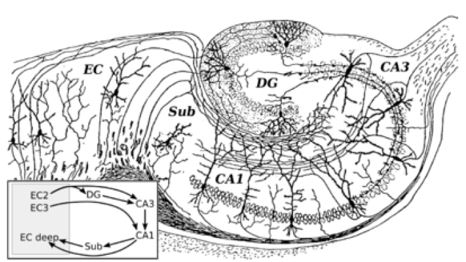 EC
Sub
DG
CA3
CA1
EC2
DG
EC3
CA3
EC deep
Sub
CA1